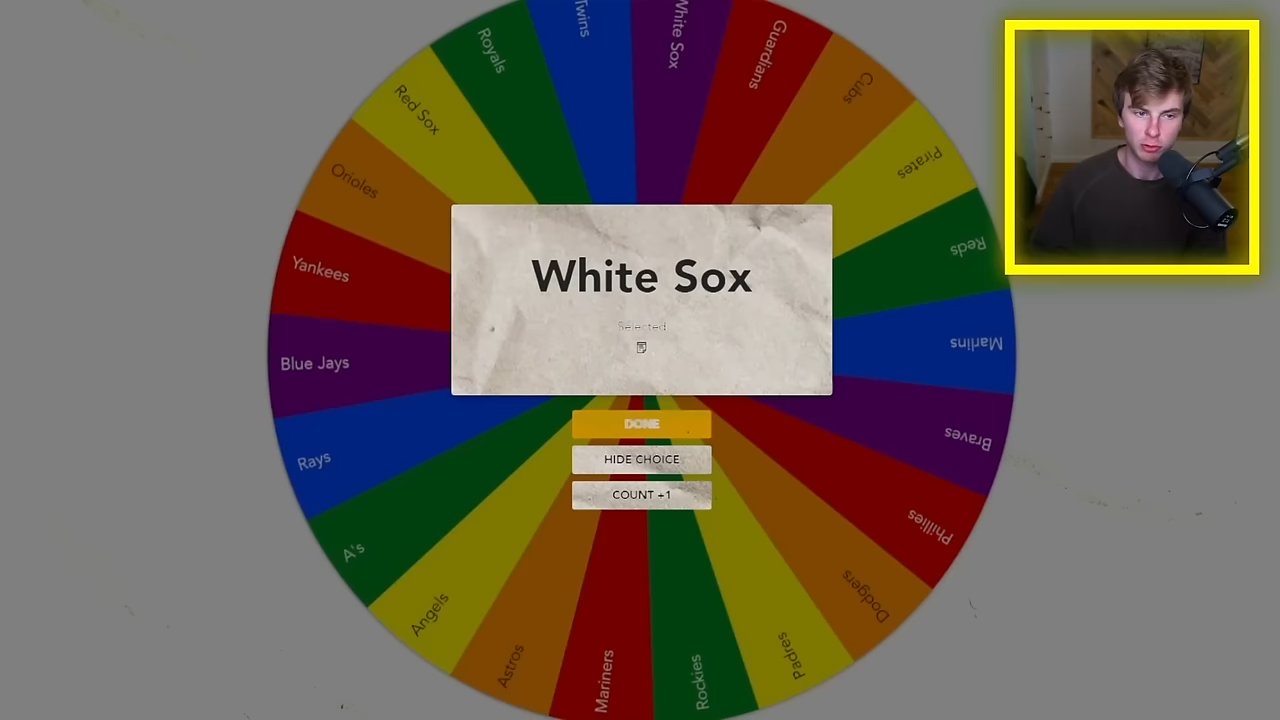 Twins
White Sox
Guardians
Royals
Cubs
Red Sox
Pirates
Orioles
Reds
Yankees
White Sox
Selected
Marlins
Blue Jays
DONE
Braves
HIDE CHOICE
Rays
COUNT +1
Phillies
A's
Dodgers
Angels
Padres
Astros
Mariners
Rockies